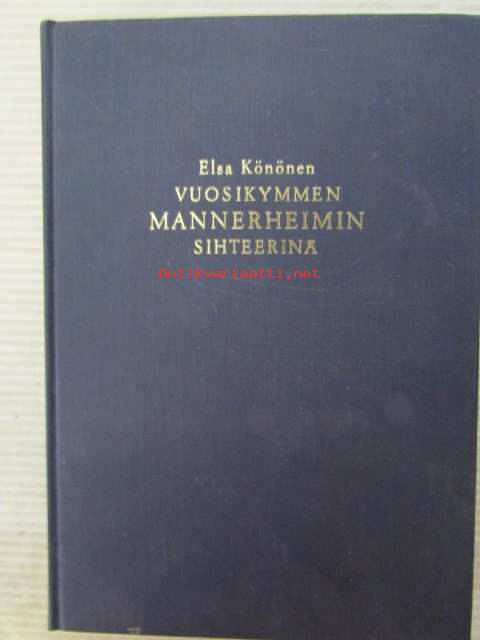 Elsa Könönen
VUOSIKYMMEN
MANNERHEIMIN
SIHTEERINÄ
Antikvariaatti.net